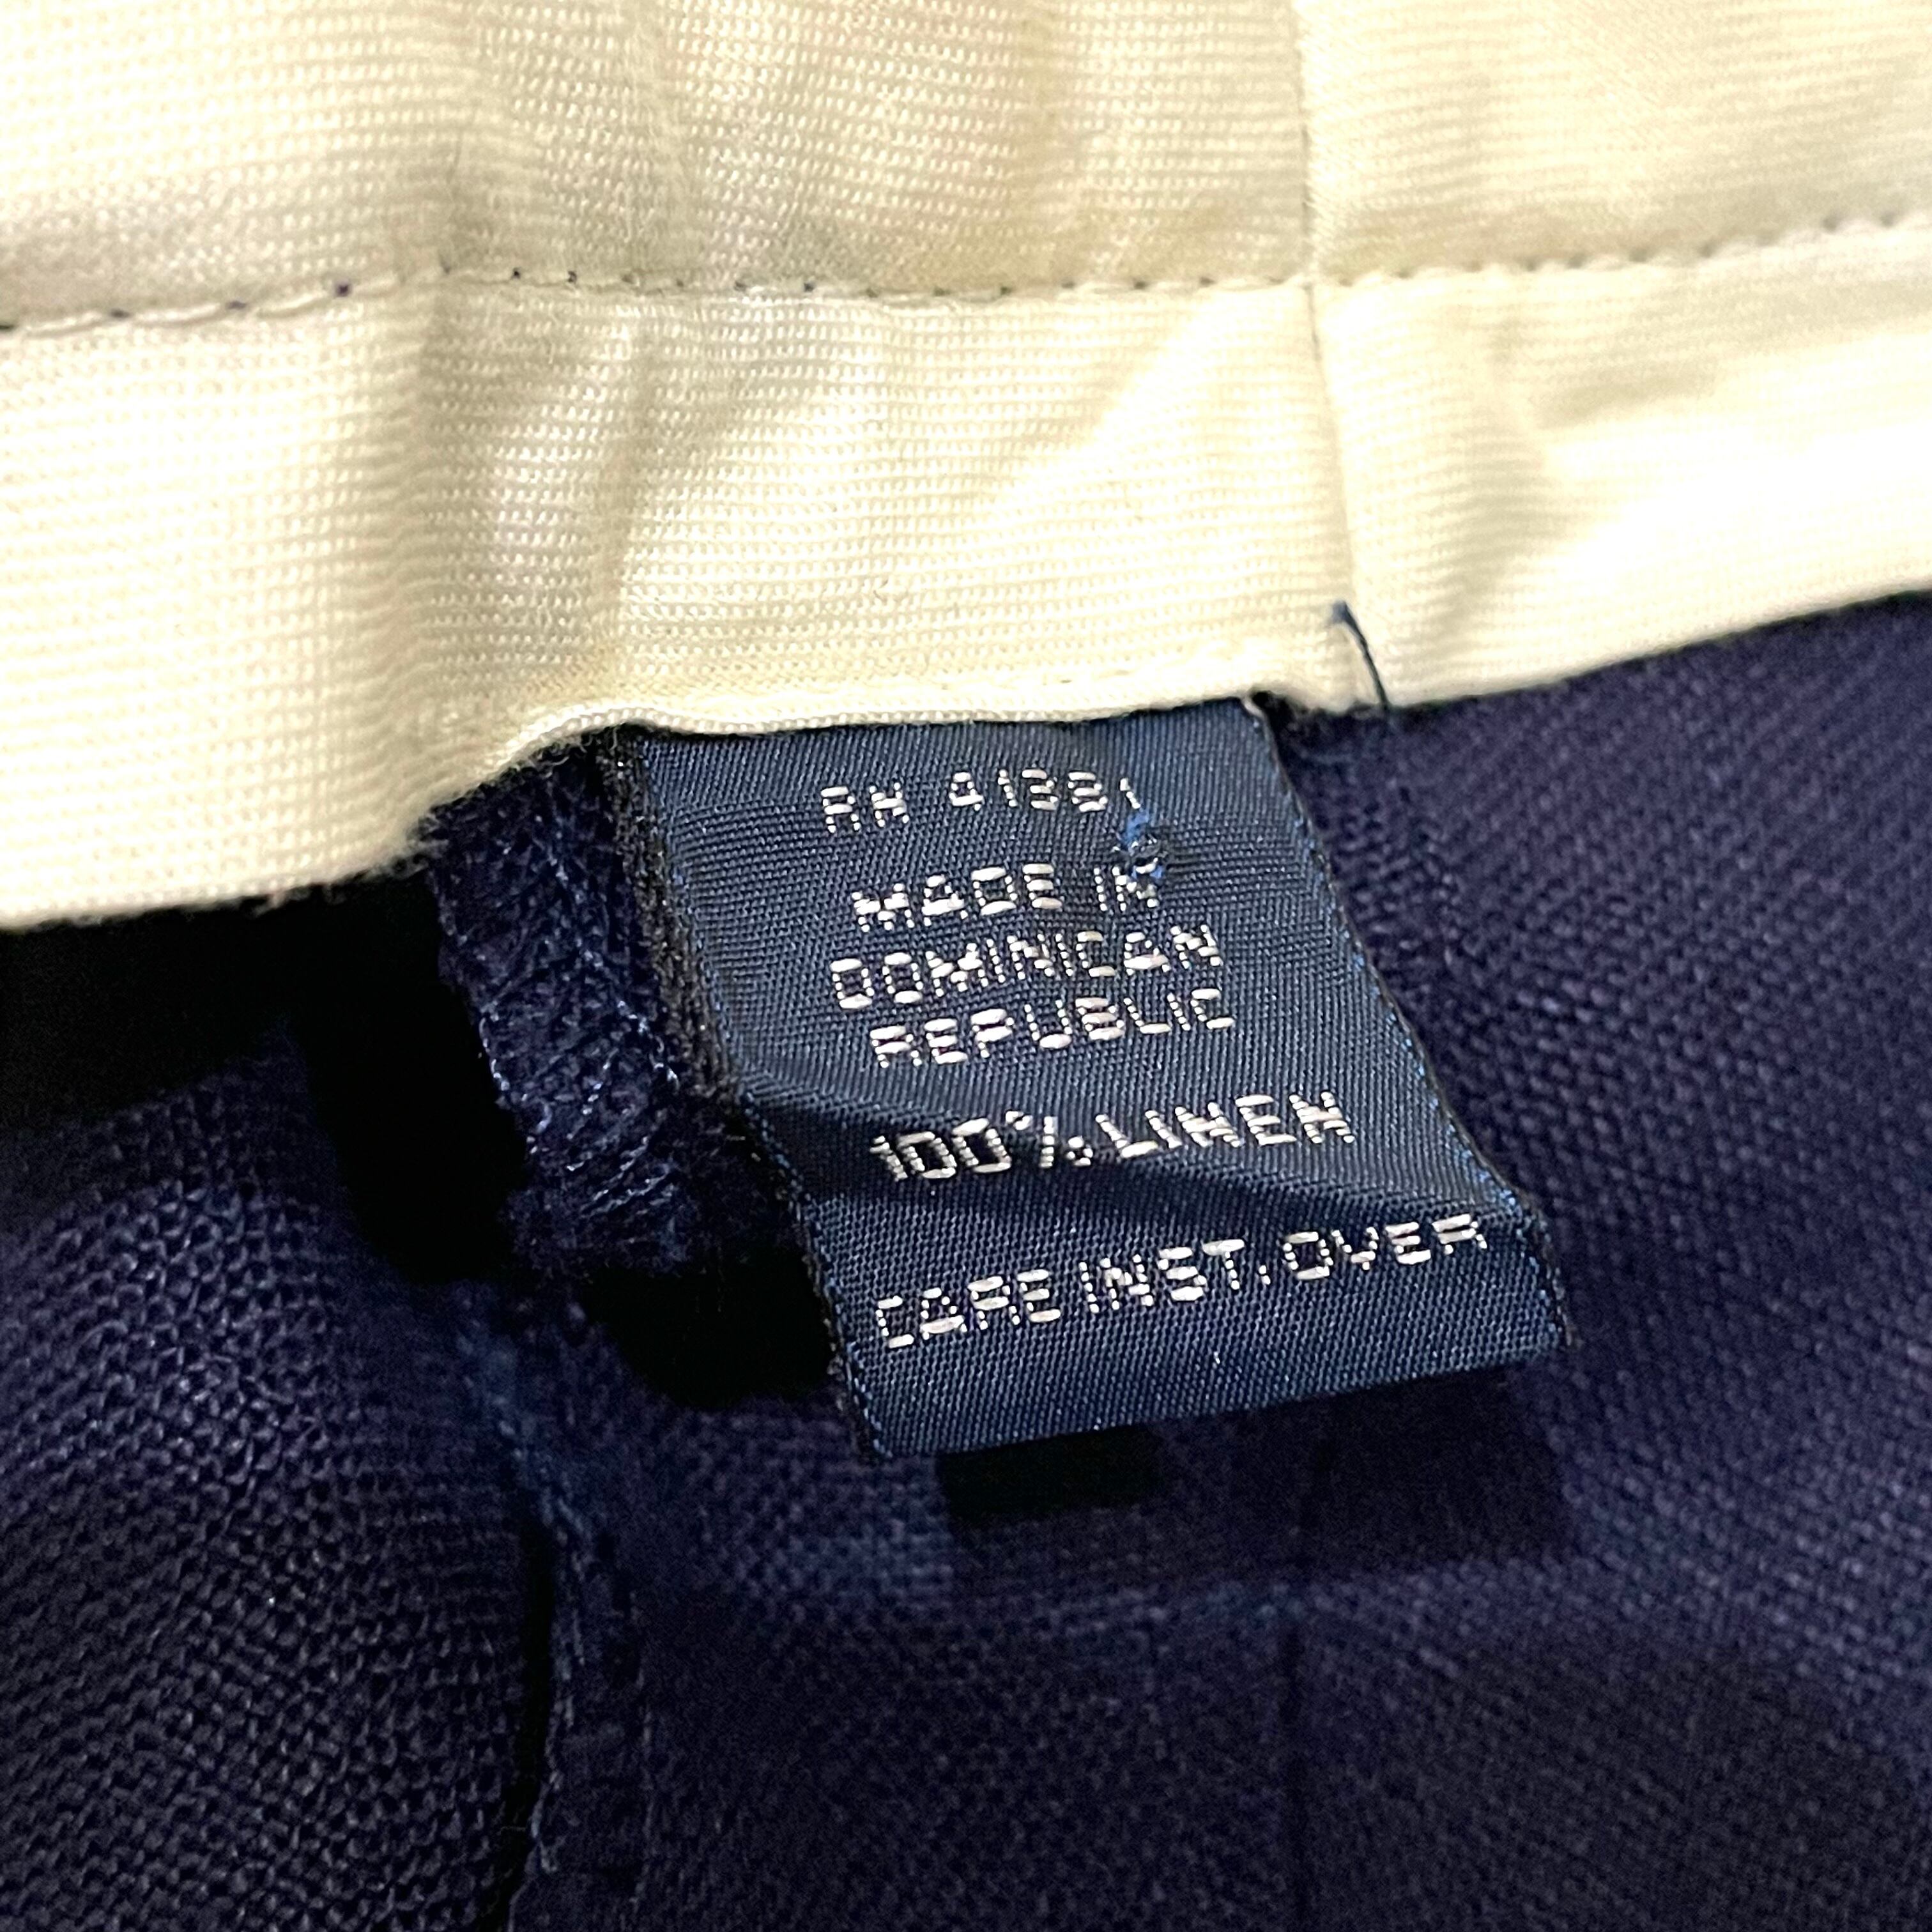 RN 41381
MADE IN
DOMINICAN
REPUBLIC
100% LINEN
CARE INST. OVER